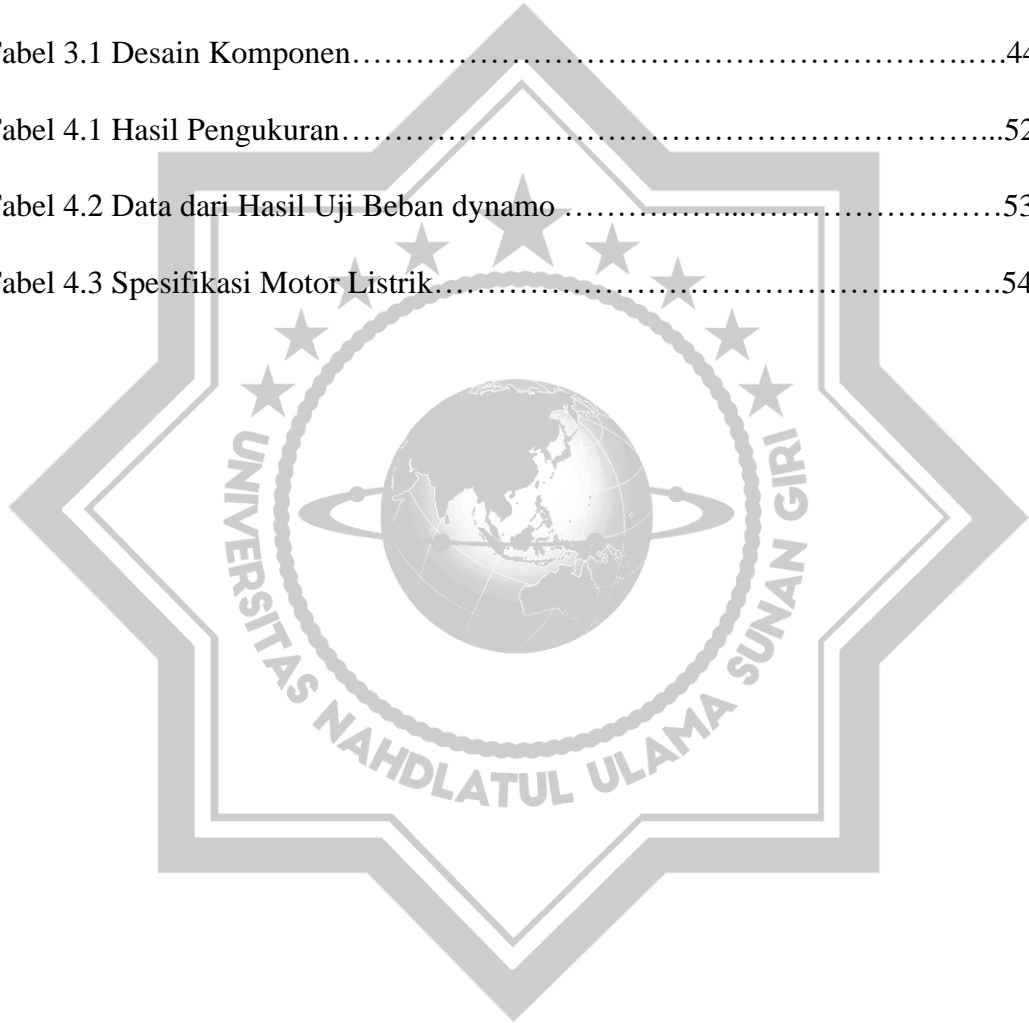 Tabel 3.1 Desain Komponen……………………………………………………….….44
Tabel 4.1 Hasil Pengukuran…………………………………………………………...52
Tabel 4.2 Data dari Hasil Uji Beban dynamo ……………...……………………53
Tabel 4.3 Spesifikasi Motor Listrik………………………………………..……….54
UNIVERSITAS NAHDLATUL ULAMA SUNAN GIRI